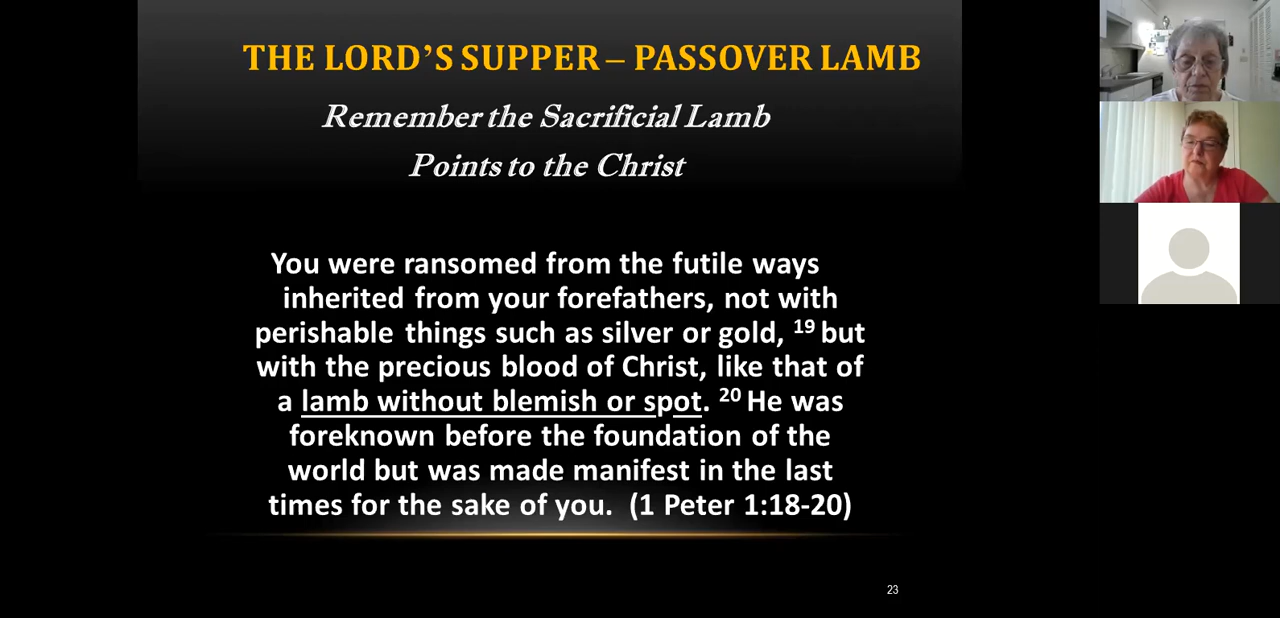 THE LORD’S SUPPER – PASSOVER LAMB
Remember the Sacrificial Lamb
Points to the Christ
You were ransomed from the futile ways
inherited from your forefathers, not with
perishable things such as silver or gold, 19 but
with the precious blood of Christ, like that of
a lamb without blemish or spot. 20 He was
foreknown before the foundation of the
world but was made manifest in the last
times for the sake of you. (1 Peter 1:18-20)
23